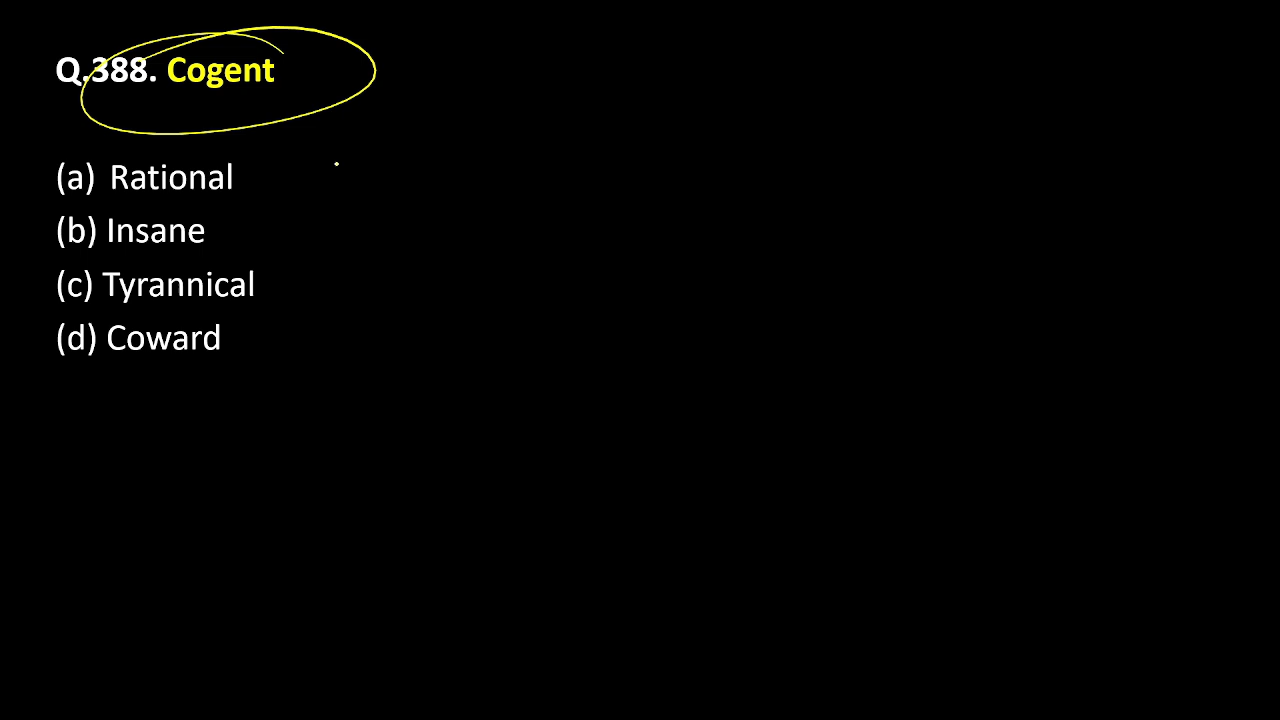 Q.388. Cogent
(a) Rational
(b) Insane
(c) Tyrannical
(d) Coward